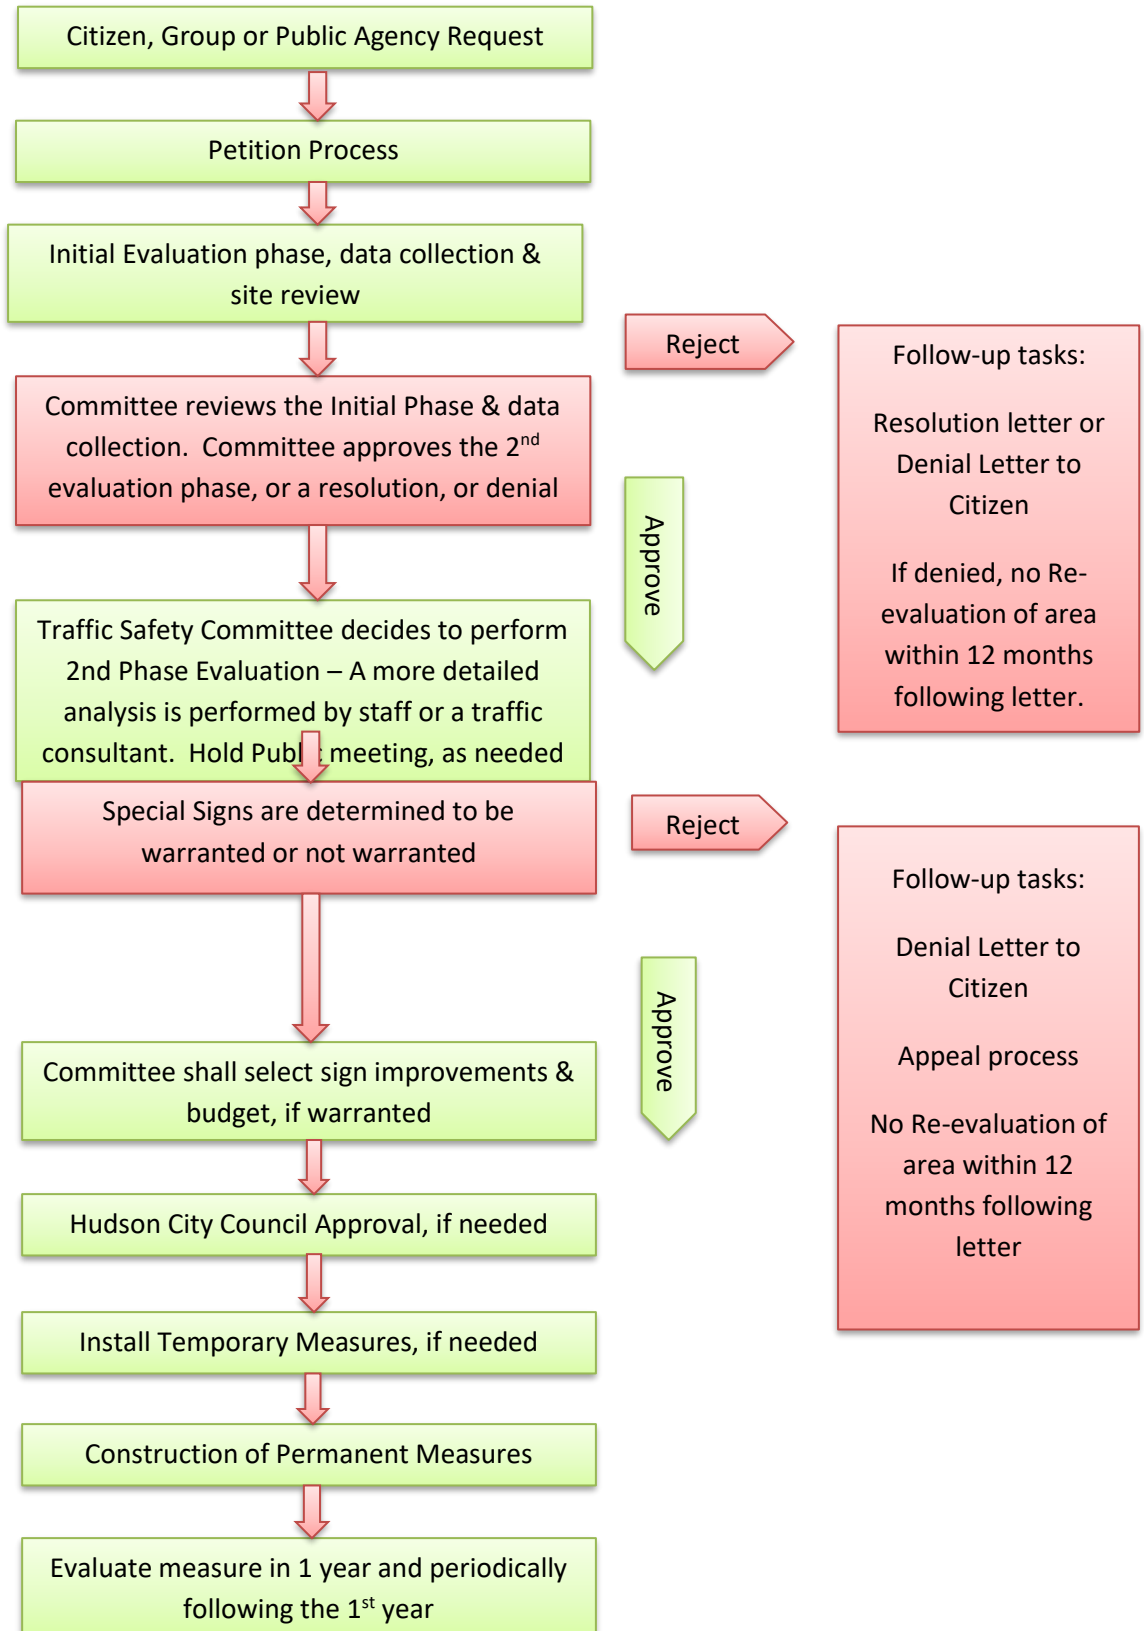 Citizen, Group or Public Agency Request
Petition Process
Initial Evaluation phase, data collection &
site review
Reject
Follow-up tasks:
Resolution letter or
Denial Letter to
Citizen
If denied, no Re-
evaluation of area
within 12 months
following letter.
Committee reviews the Initial Phase & data
collection.  Committee approves the 2nd
evaluation phase, or a resolution, or denial
Approve
Traffic Safety Committee decides to perform
2nd Phase Evaluation – A more detailed
analysis is performed by staff or a traffic
consultant.  Hold Public meeting, as needed
Special Signs are determined to be
warranted or not warranted
Reject
Follow-up tasks:
Denial Letter to
Citizen
Appeal process
No Re-evaluation of
area within 12
months following
letter
Approve
Committee shall select sign improvements &
budget, if warranted
Hudson City Council Approval, if needed
Install Temporary Measures, if needed
Construction of Permanent Measures
Evaluate measure in 1 year and periodically
following the 1st year